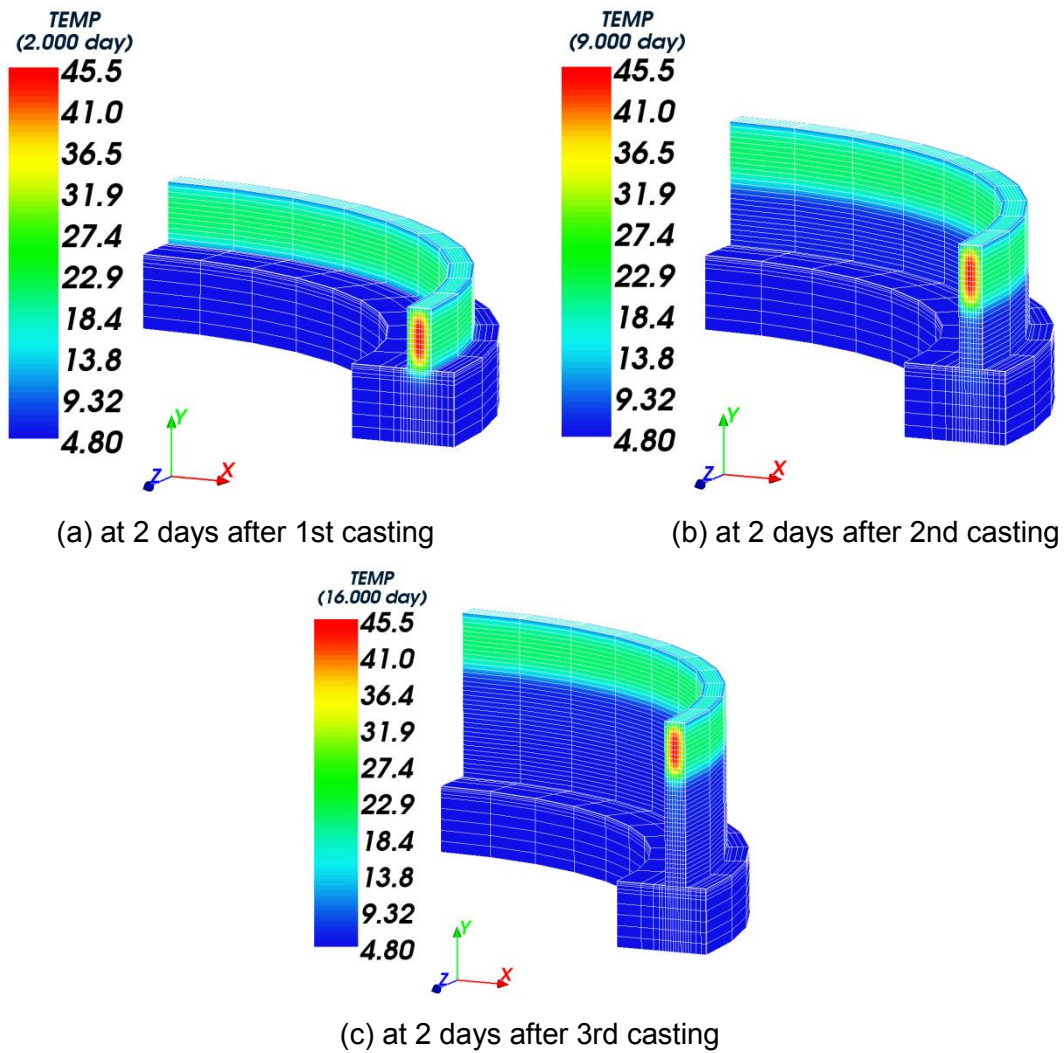 TEMP
(2.000 day)
45.5
41.0
36.5
31.9
27.4
22.9
18.4
13.8
9.32
4.80
Y
Z
X
(a) at 2 days after 1st casting
TEMP
(9.000 day)
45.5
41.0
36.5
31.9
27.4
22.9
18.4
13.8
9.32
4.80
Y
Z
X
(b) at 2 days after 2nd casting
TEMP
(16.000 day)
45.5
41.0
36.4
31.9
27.4
22.9
18.4
13.8
9.32
4.80
Y
Z
X
(c) at 2 days after 3rd casting